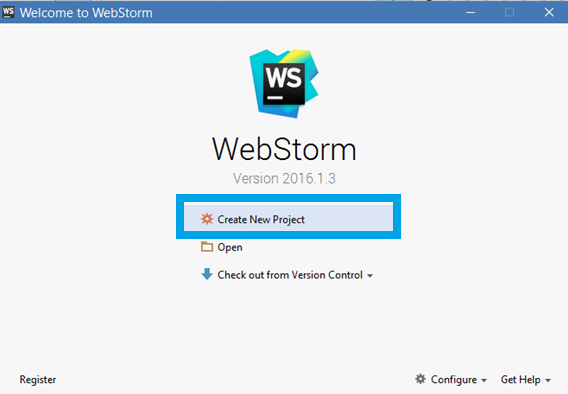 WS Welcome to WebStorm
WS
WebStorm
Version 2016.1.3
Create New Project
Open
Check out from Version Control
Register
Configure
Get Help